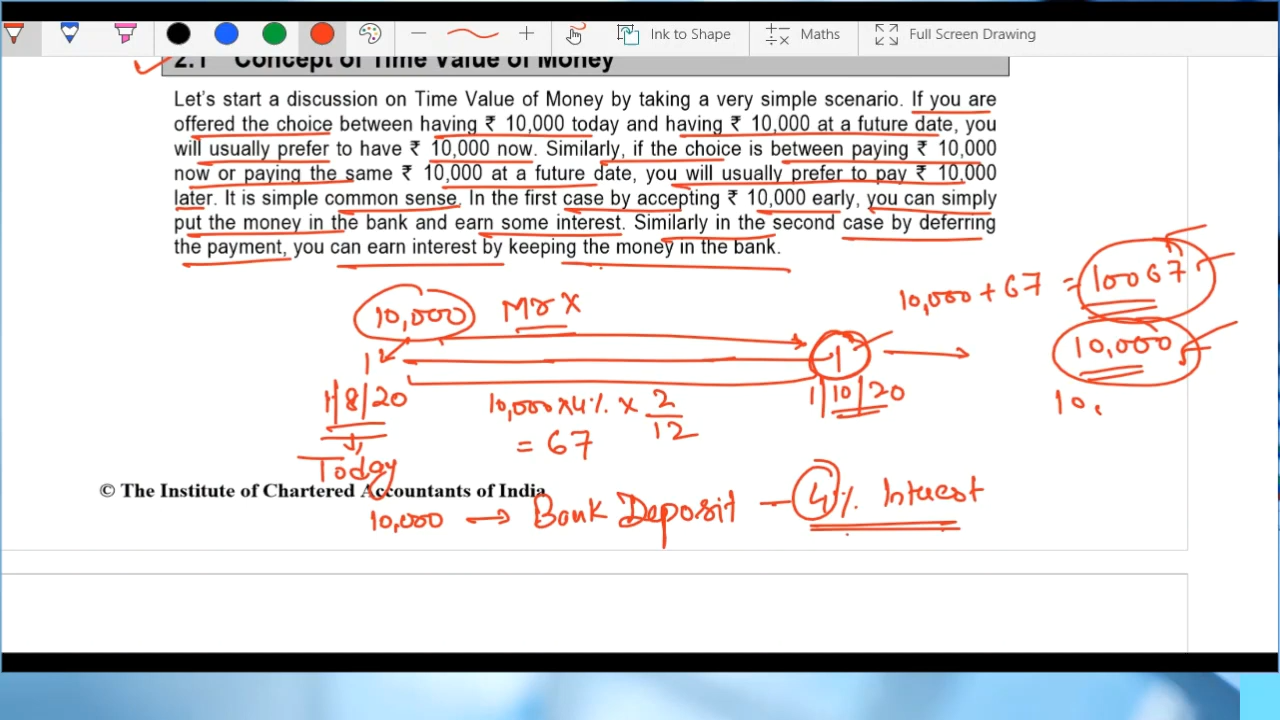 Ink to Shape Maths Full Screen Drawing
2.1 Concept of Time Value of Money
Let's start a discussion on Time Value of Money by taking a very simple scenario. If you are
offered the choice between having ₹ 10,000 today and having ₹ 10,000 at a future date, you
will usually prefer to have ₹ 10,000 now. Similarly, if the choice is between paying ₹ 10,000
now or paying the same ₹ 10,000 at a future date, you will usually prefer to pay ₹ 10,000
later. It is simple common sense. In the first case by accepting ₹ 10,000 early, you can simply
put the money in the bank and earn some interest. Similarly in the second case by deferring
the payment, you can earn interest by keeping the money in the bank.
10,000 + 67 = 10067
10,000 Mr X
10,000
1 1
1/8/20 10,000 x 4% x 2/12 1/10/20 10,
= 67
Today
© The Institute of Chartered Accountants of India
10,000 → Bank Deposit - 4% Interest